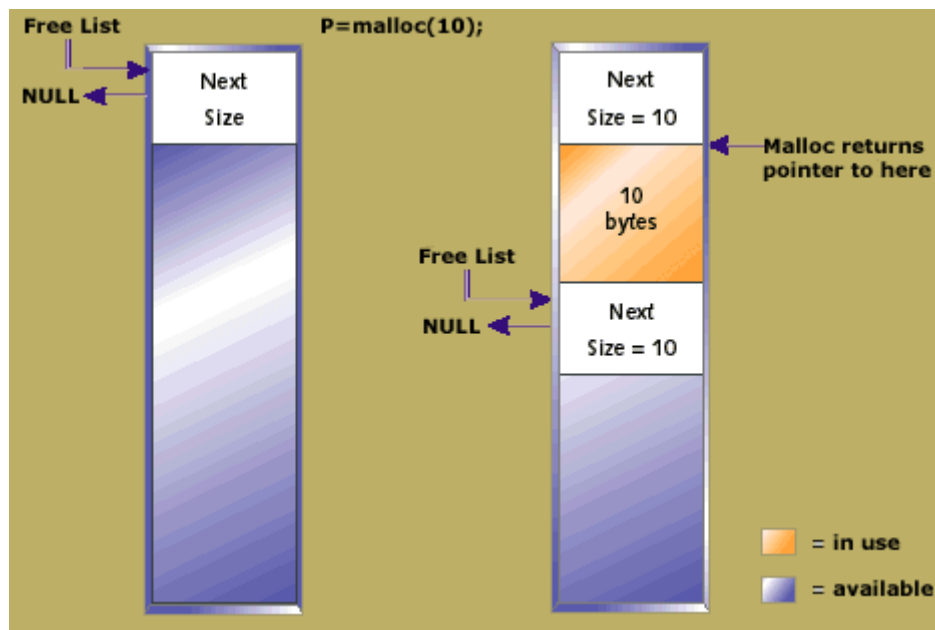 Free List
P=malloc(10);
NULL
Next
Size
Next
Size = 10
Malloc returns
pointer to here
10
bytes
Free List
NULL
Next
Size = 10
= in use
= available